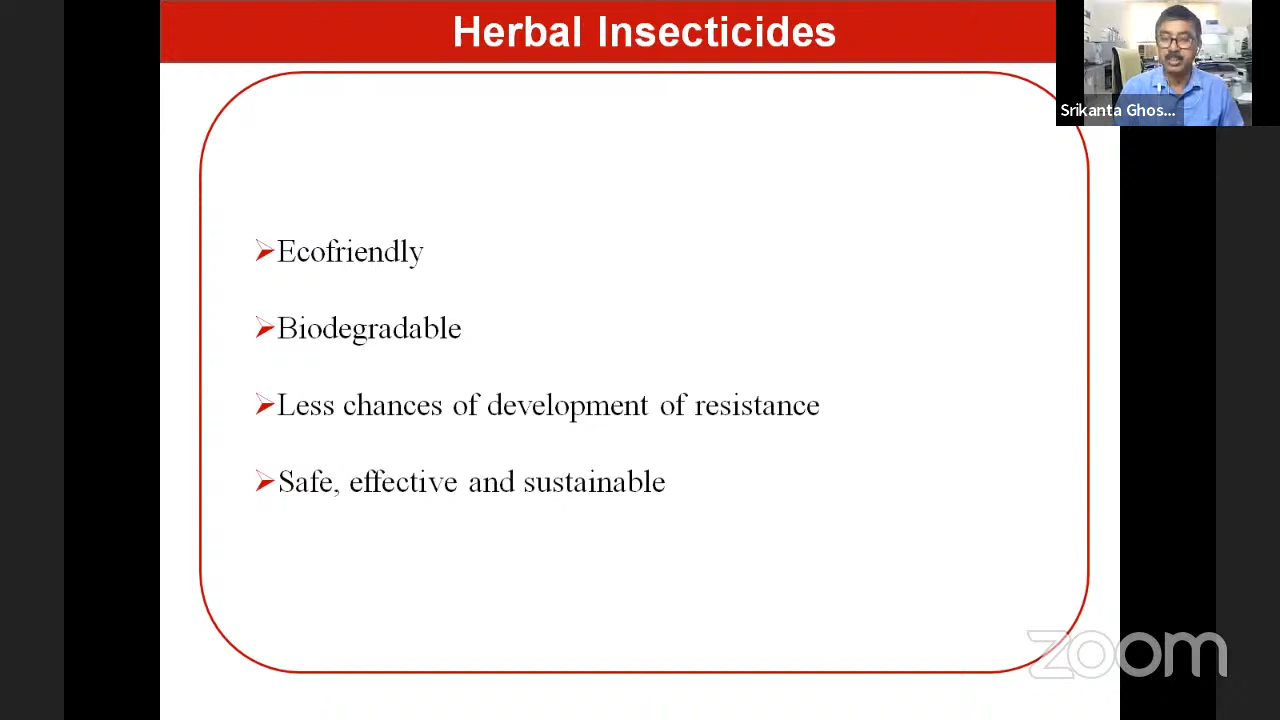 Herbal Insecticides
Srikanta Ghos...
Ecofriendly
Biodegradable
Less chances of development of resistance
Safe, effective and sustainable
zoom